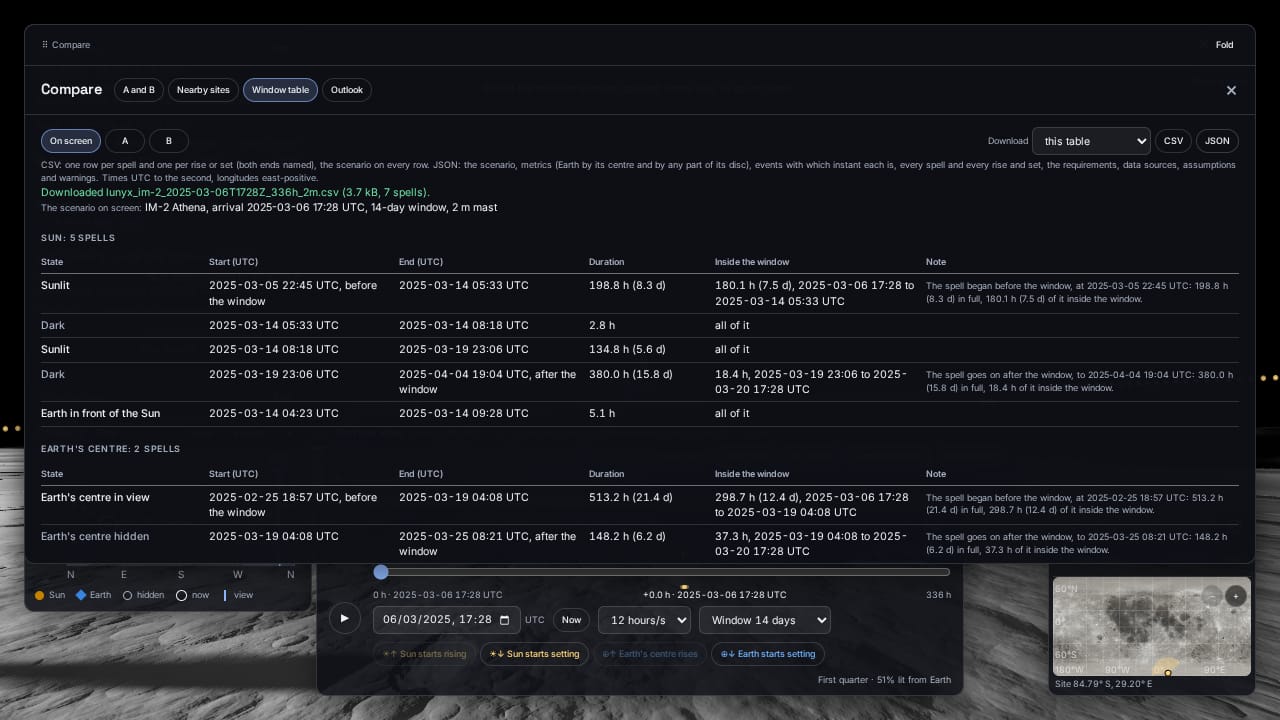 ⠿ Compare
Fold
Compare
A and B
Nearby sites
Window table
Outlook
✕
On screen
A
B
Download
this table
CSV
JSON
CSV: one row per spell and one per rise or set (both ends named), the scenario on every row. JSON: the scenario, metrics (Earth by its centre and by any part of its disc), events with which instant each is, every spell and every rise and set, the requirements, data sources, assumptions
and warnings. Times UTC to the second, longitudes east-positive.
Downloaded lunyx_im-2_2025-03-06T1728Z_336h_2m.csv (3.7 kB, 7 spells).
The scenario on screen: IM-2 Athena, arrival 2025-03-06 17:28 UTC, 14-day window, 2 m mast
SUN: 5 SPELLS
State Start (UTC) End (UTC) Duration Inside the window Note
Sunlit 2025-03-05 22:45 UTC, before 2025-03-14 05:33 UTC 198.8 h (8.3 d) 180.1 h (7.5 d), 2025-03-06 17:28 to The spell began before the window, at 2025-03-05 22:45 UTC: 198.8 h
the window 2025-03-14 05:33 UTC (8.3 d) in full, 180.1 h (7.5 d) of it inside the window.
Dark 2025-03-14 05:33 UTC 2025-03-14 08:18 UTC 2.8 h all of it
Sunlit 2025-03-14 08:18 UTC 2025-03-19 23:06 UTC 134.8 h (5.6 d) all of it
Dark 2025-03-19 23:06 UTC 2025-04-04 19:04 UTC, after the 380.0 h (15.8 d) 18.4 h, 2025-03-19 23:06 to 2025- The spell goes on after the window, to 2025-04-04 19:04 UTC: 380.0 h
window 03-20 17:28 UTC (15.8 d) in full, 18.4 h of it inside the window.
Earth in front of the Sun 2025-03-14 04:23 UTC 2025-03-14 09:28 UTC 5.1 h all of it
EARTH'S CENTRE: 2 SPELLS
State Start (UTC) End (UTC) Duration Inside the window Note
Earth's centre in view 2025-02-25 18:57 UTC, before 2025-03-19 04:08 UTC 513.2 h (21.4 d) 298.7 h (12.4 d), 2025-03-06 17:28 The spell began before the window, at 2025-02-25 18:57 UTC: 513.2 h
the window to 2025-03-19 04:08 UTC (21.4 d) in full, 298.7 h (12.4 d) of it inside the window.
Earth's centre hidden 2025-03-19 04:08 UTC 2025-03-25 08:21 UTC, after the 148.2 h (6.2 d) 37.3 h, 2025-03-19 04:08 to 2025- The spell goes on after the window, to 2025-03-25 08:21 UTC: 148.2 h
window 03-20 17:28 UTC (6.2 d) in full, 37.3 h of it inside the window.
N E S W N
Sun Earth hidden now view
0 h · 2025-03-06 17:28 UTC
+0.0 h · 2025-03-06 17:28 UTC
336 h
06/03/2025, 17:28
UTC
Now
12 hours/s
Window 14 days
☀↑ Sun starts rising
☀↓ Sun starts setting
⊕↑ Earth's centre rises
⊕↓ Earth starts setting
First quarter · 51% lit from Earth
60°N
0°
60°S
180°W 90°W 90°E
− +
Site 84.79° S, 29.20° E